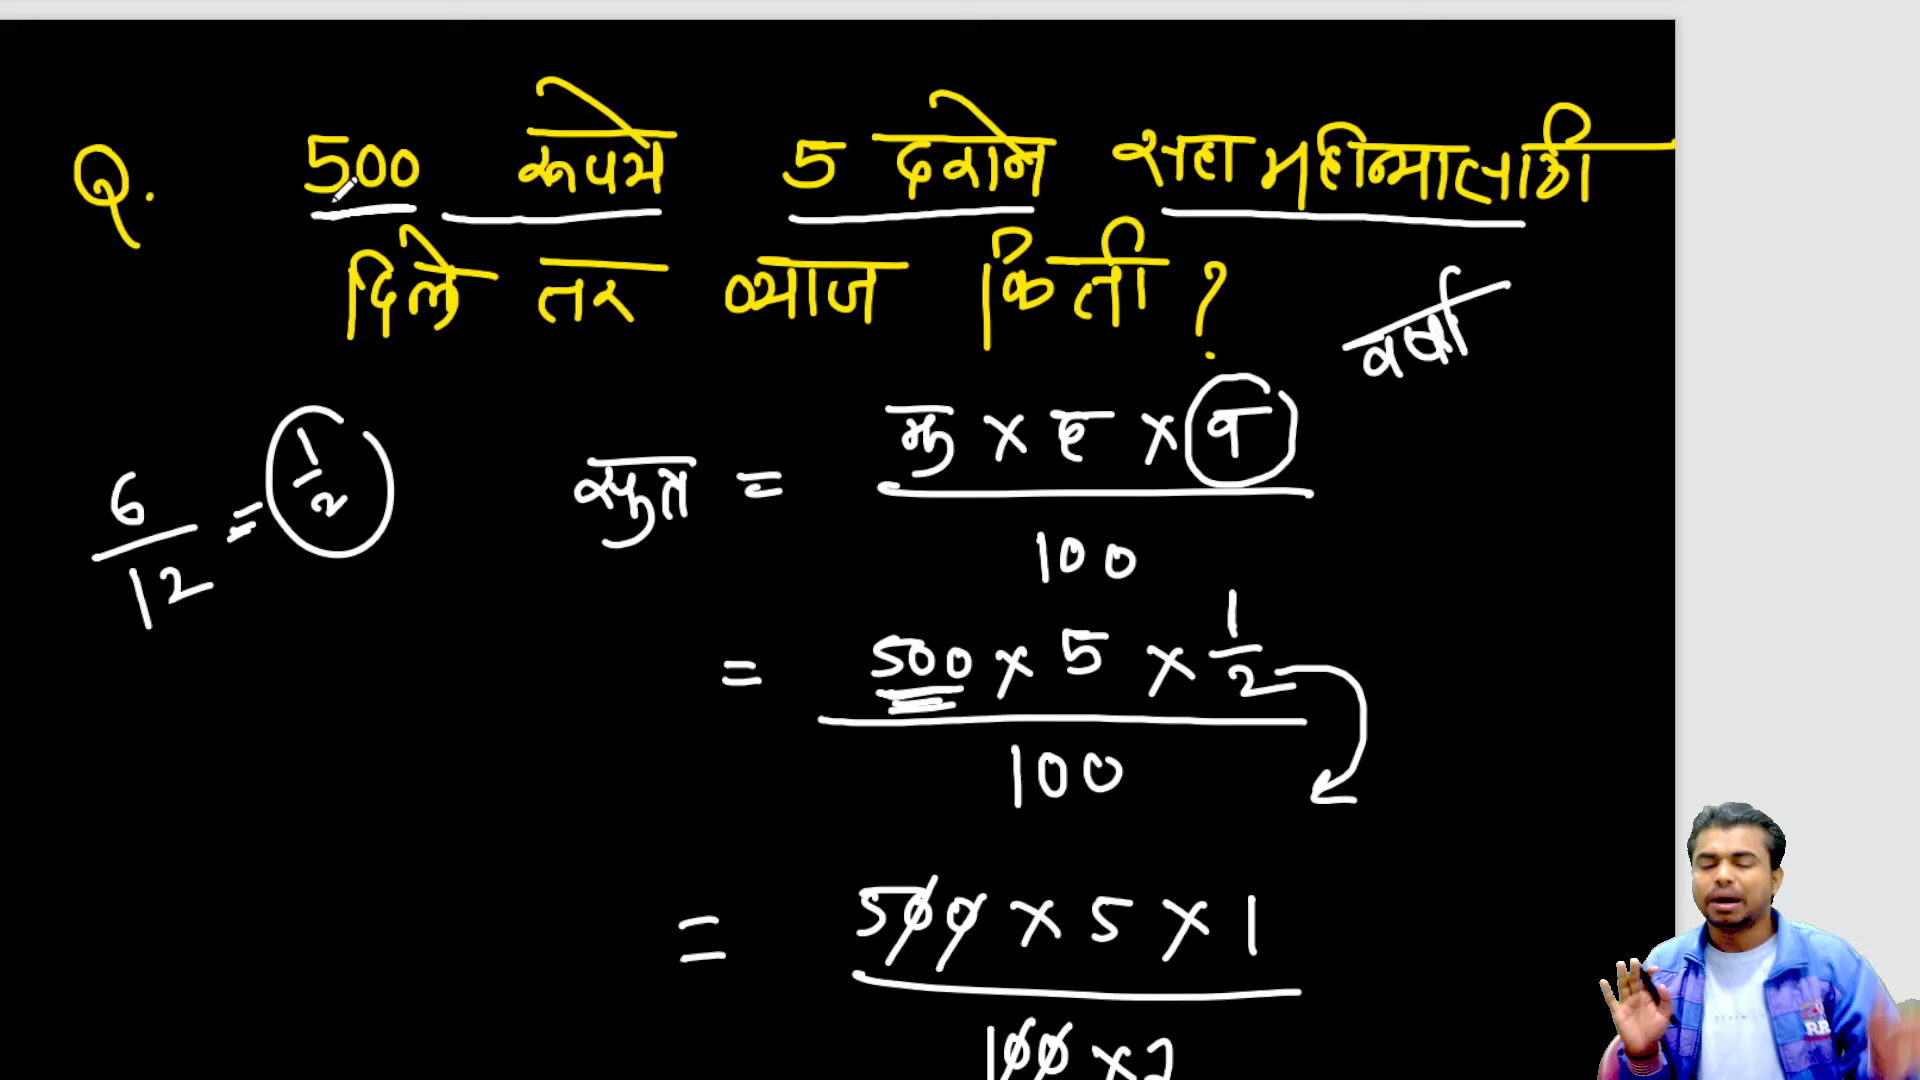 Q. 500 रूपये 5 दराने सहा महीन्यासाठी
दिले तर व्याज किती ?
वर्षा
6/12 = 1/2
सुत्र = मु × द × व / 100
= 500 × 5 × 1/2 / 100
= 500 × 5 × 1 / 100 × 2